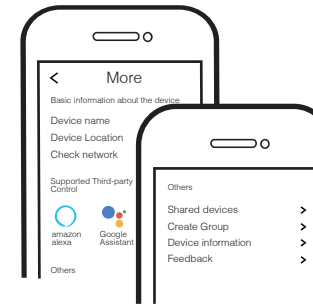 More
Basic information about the device
Device name
Device Location
Check network
Supported Third-party
Control
amazon
alexa
Google
Assistant
Others
Others
Shared devices
Create Group
Device information
Feedback